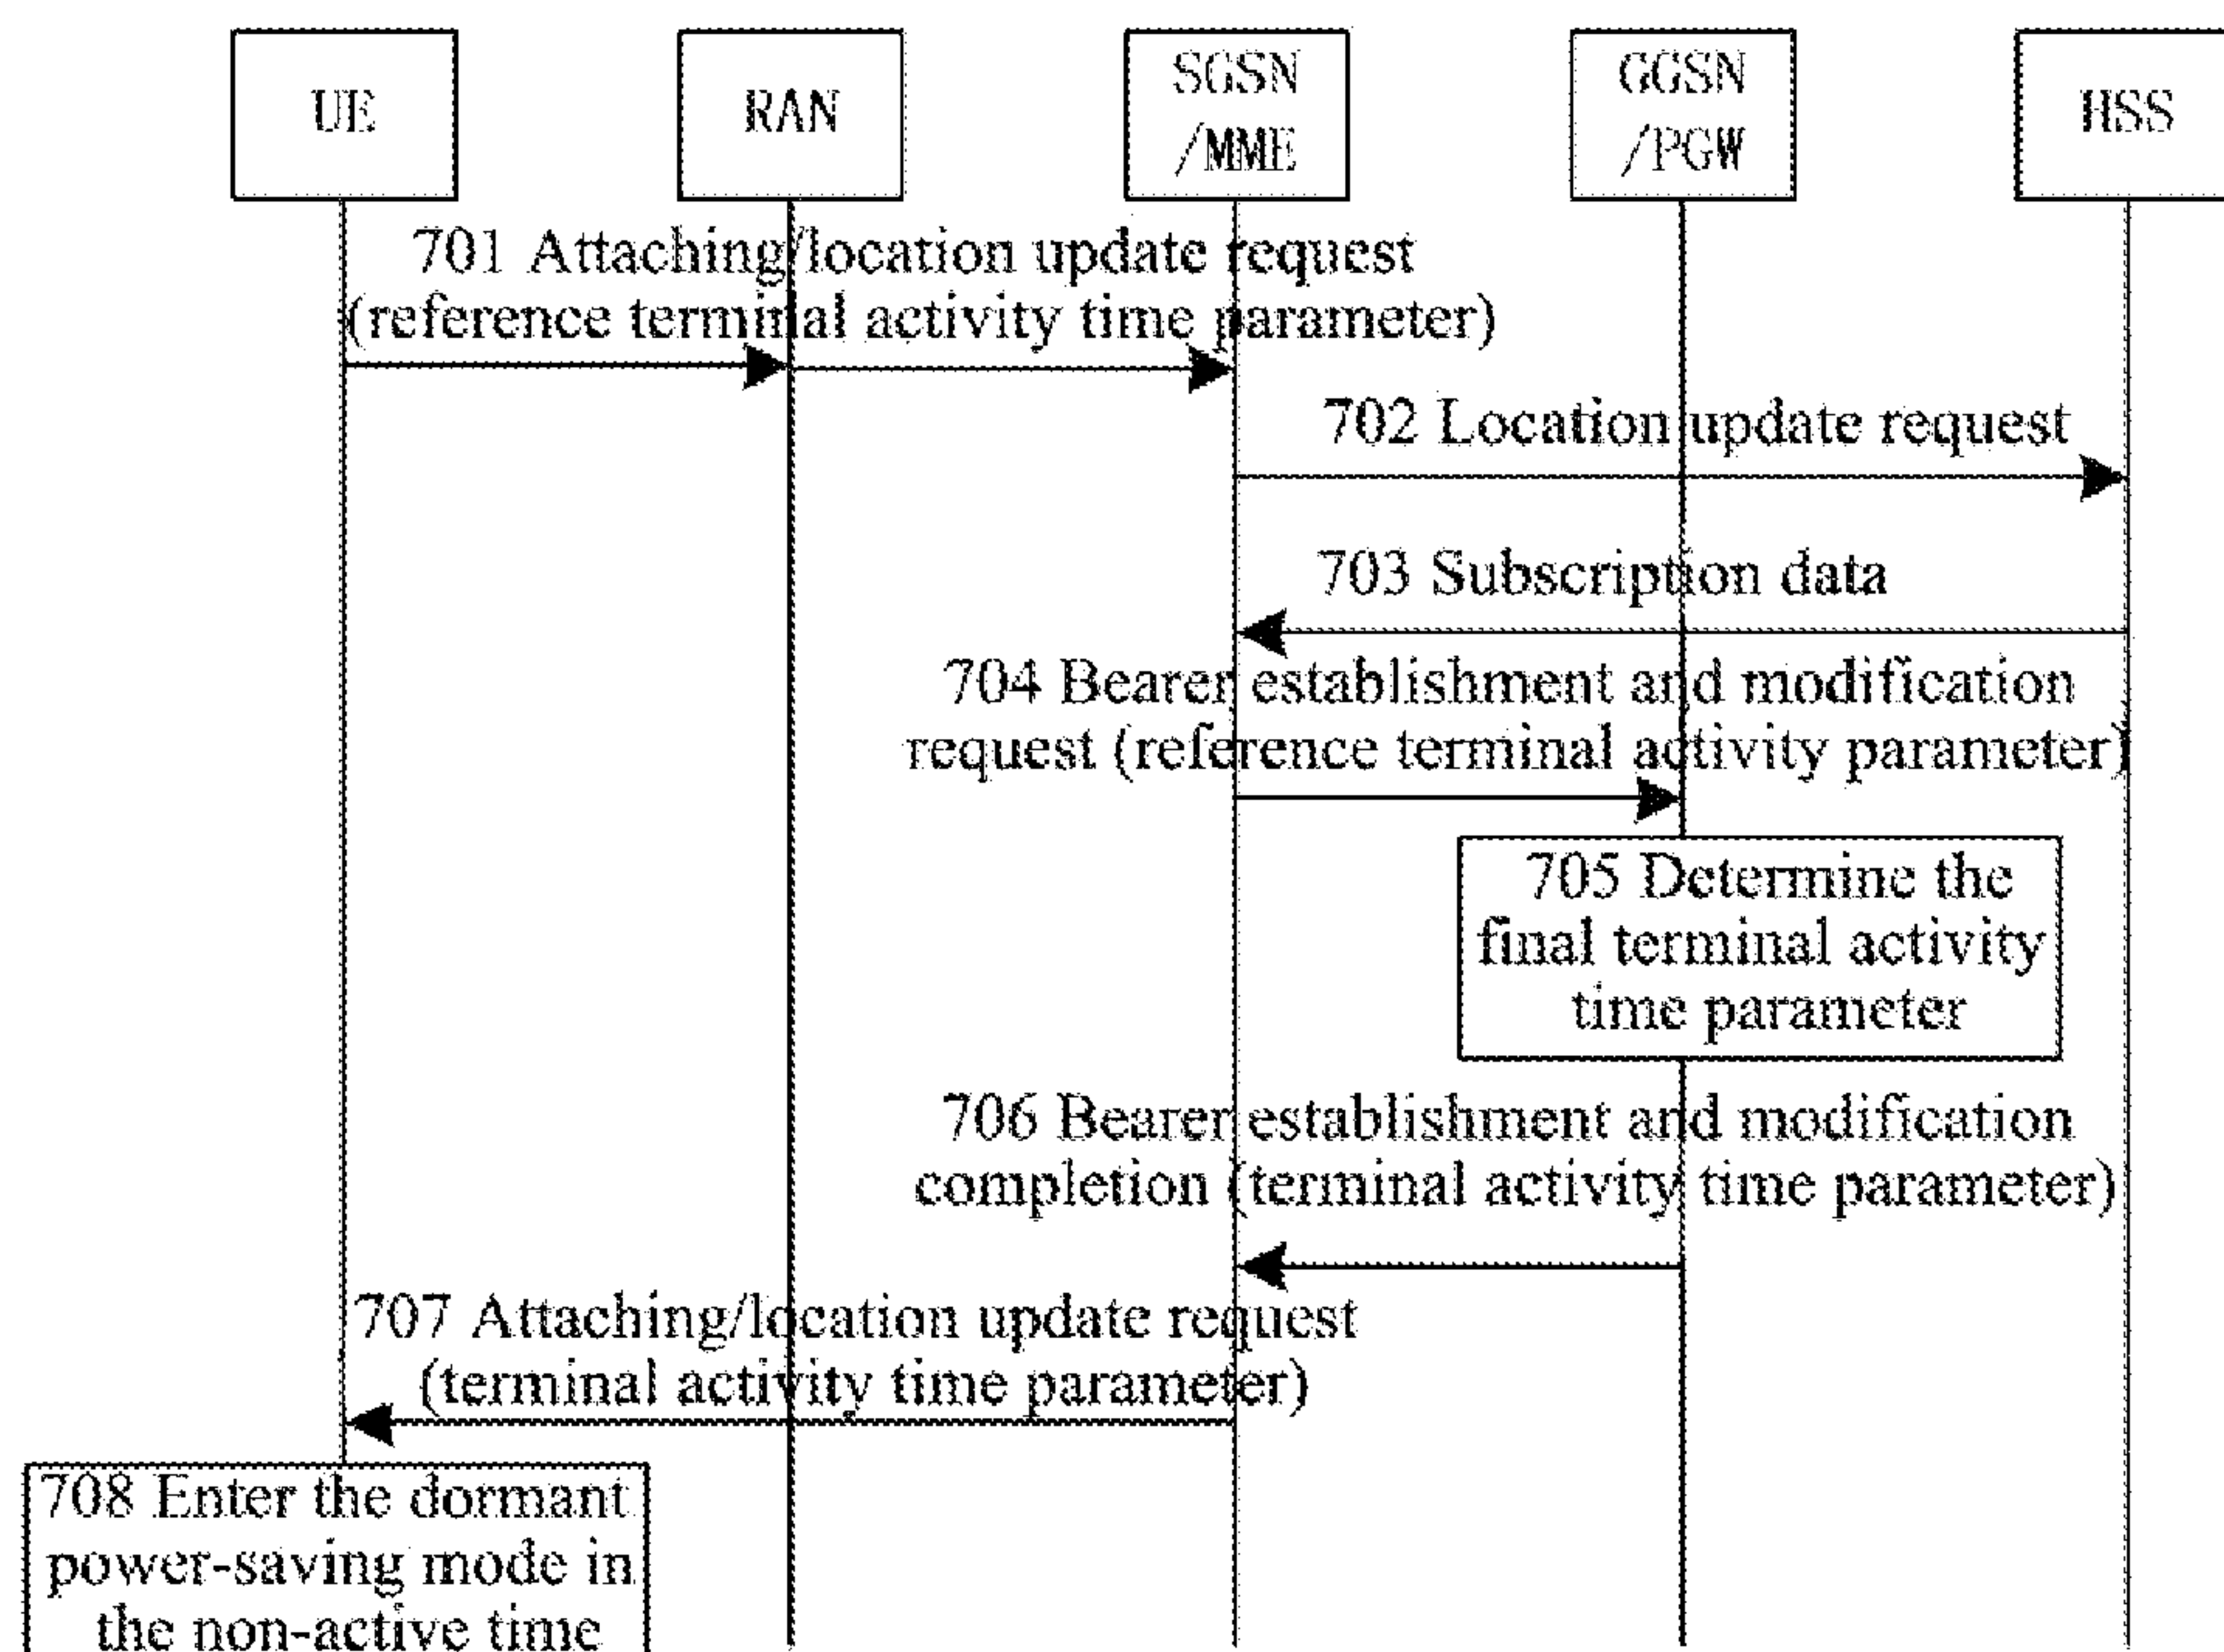 UE
RAN
SGSN
/MME
GGSN
/PGW
HSS
701 Attaching/location update request
(reference terminal activity time parameter)
702 Location update request
703 Subscription data
704 Bearer establishment and modification
request (reference terminal activity parameter)
705 Determine the
final terminal activity
time parameter
706 Bearer establishment and modification
completion (terminal activity time parameter)
707 Attaching/location update request
(terminal activity time parameter)
708 Enter the dormant
power-saving mode in
the non-active time